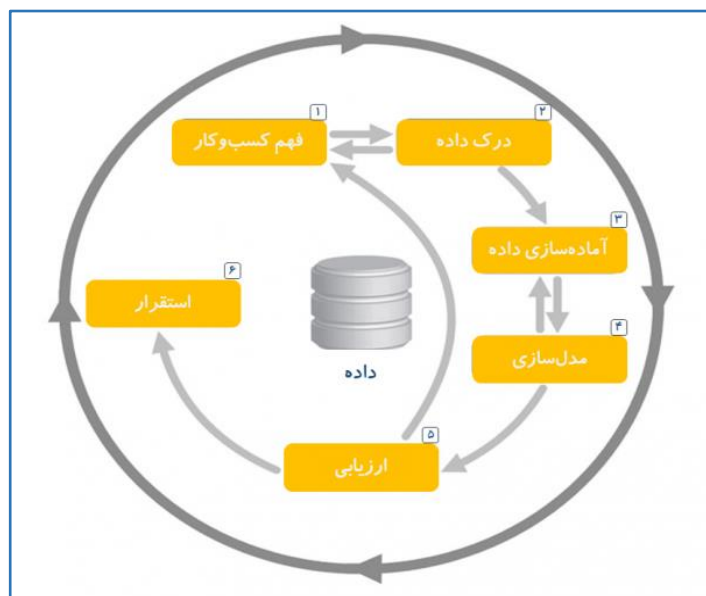 ۱
فهم کسب‌وکار
۲
درک داده
۳
آماده‌سازی داده
۴
مدل‌سازی
۵
ارزیابی
۶
استقرار
داده